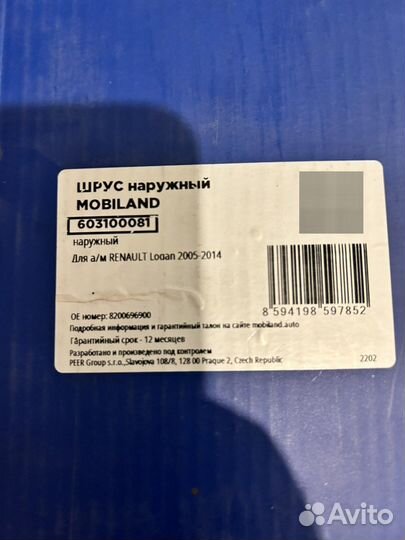 ШРУС наружный
MOBILAND
603100081
наружный
Для а/м RENAULT Logan 2005-2014
8 594198 597852
OE номер: 8200696900
Подробная информация и гарантийный талон на сайте mobiland.auto
Гарантийный срок - 12 месяцев
Разработано и произведено под контролем
PEER Group s.r.o., Slavojova 108/8, 128 00 Praque 2, Czech Republic
2202
Avito